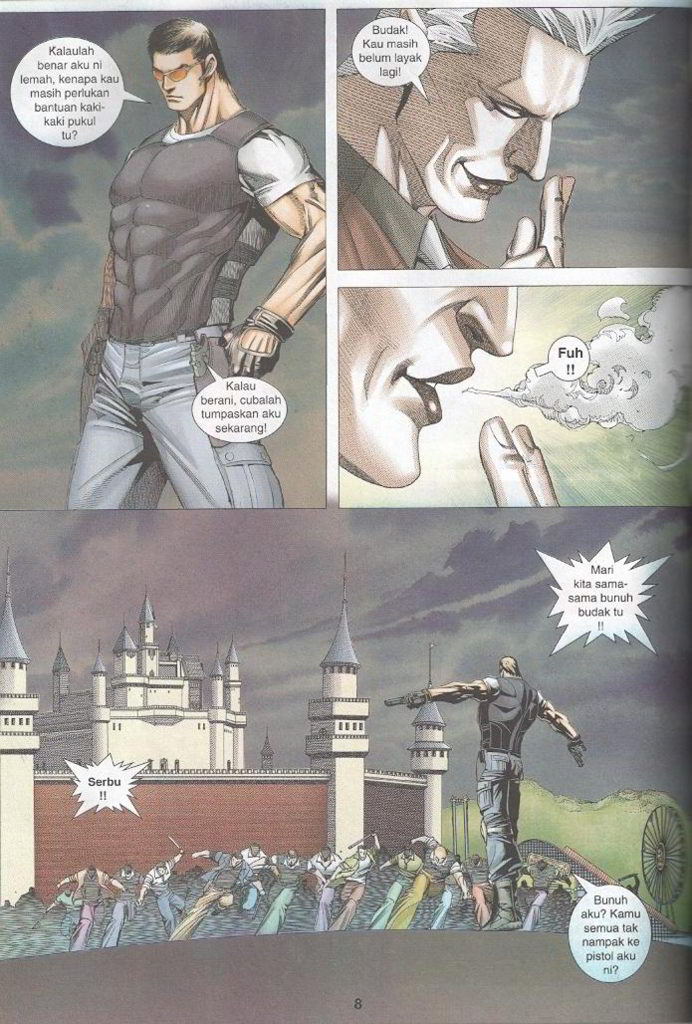 Kalaulah
benar aku ni
lemah, kenapa kau
masih perlukan
bantuan kaki-
kaki pukul
tu?
Kalau
berani, cubalah
tumpaskan aku
sekarang!
Budak!
Kau masih
belum layak
lagi!
Fuh
!!
Mari
kita sama-
sama bunuh
budak tu
!!
Serbu
!!
Bunuh
aku? Kamu
semua tak
nampak ke
pistol aku
ni?
8